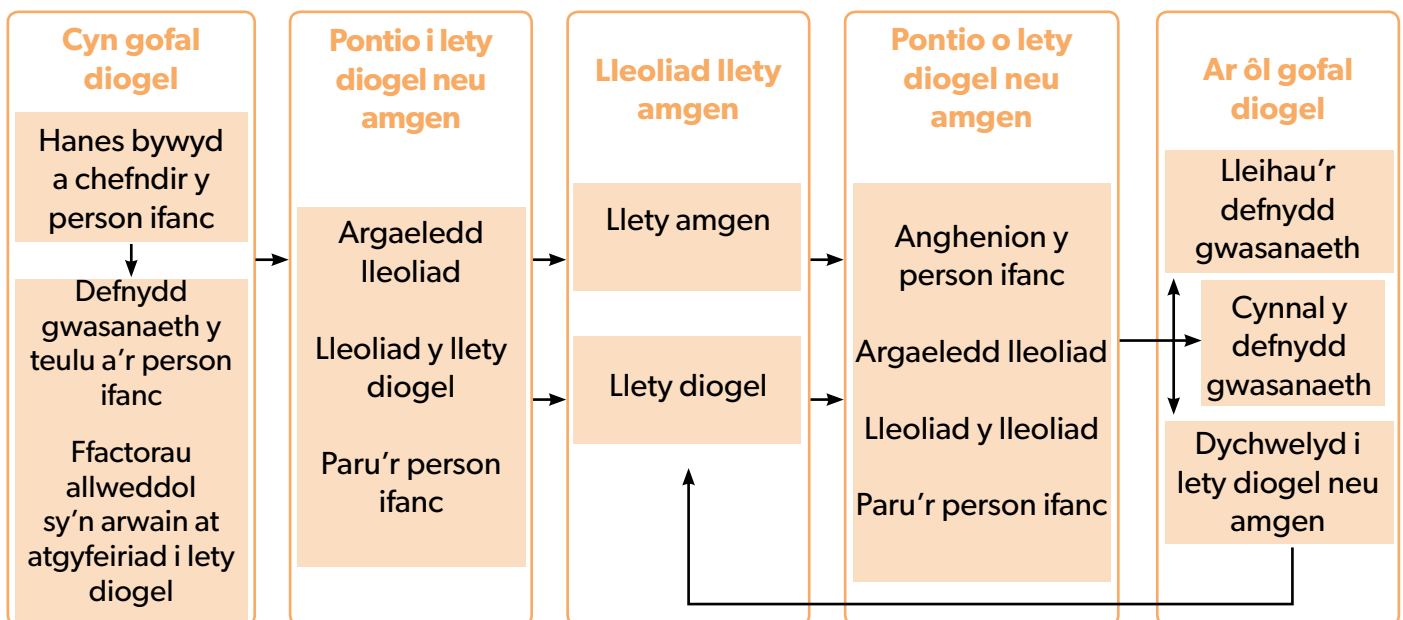 Cyn gofal
diogel
Hanes bywyd
a chefndir y
person ifanc
Defnydd
gwasanaeth y
teulu a'r person
ifanc
Ffactorau
allweddol
sy'n arwain at
atgyfeiriad i lety
diogel
Pontio i lety
diogel neu
amgen
Argaeledd
lleoliad
Lleoliad y llety
diogel
Paru'r person
ifanc
Lleoliad llety
amgen
Llety amgen
Llety diogel
Pontio o lety
diogel neu
amgen
Anghenion y
person ifanc
Argaeledd lleoliad
Lleoliad y lleoliad
Paru'r person ifanc
Ar ôl gofal
diogel
Lleihau'r
defnydd
gwasanaeth
Cynnal y
defnydd
gwasanaeth
Dychwelyd i
lety diogel neu
amgen